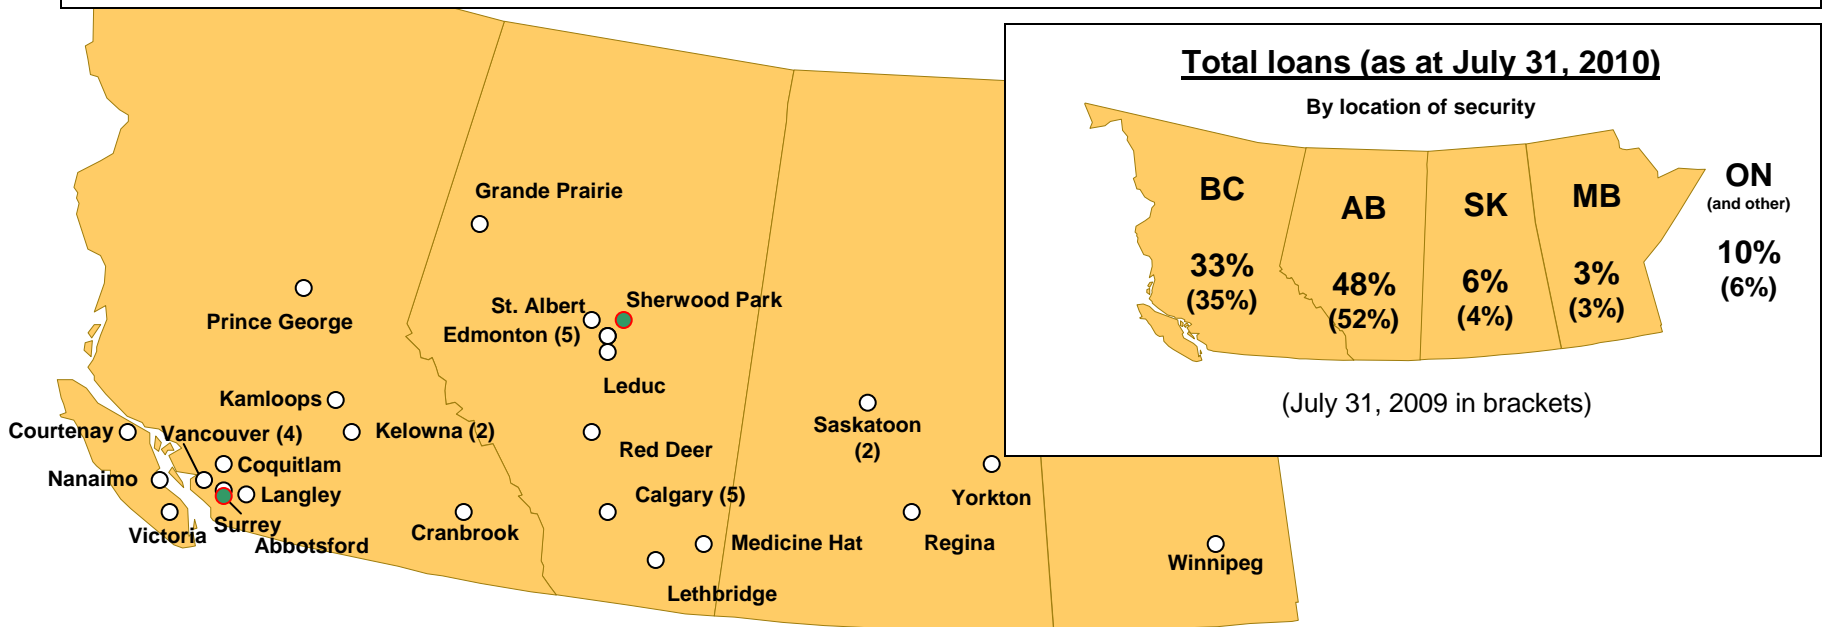 Total loans (as at July 31, 2010)
By location of security
BC
33%
(35%)
AB
48%
(52%)
SK
6%
(4%)
MB
3%
(3%)
ON
(and other)
10%
(6%)
(July 31, 2009 in brackets)
Grande Prairie
Prince George
St. Albert
Sherwood Park
Edmonton (5)
Leduc
Kamloops
Courtenay
Vancouver (4)
Kelowna (2)
Red Deer
Saskatoon
(2)
Coquitlam
Nanaimo
Langley
Calgary (5)
Yorkton
Victoria
Surrey
Abbotsford
Cranbrook
Medicine Hat
Regina
Winnipeg
Lethbridge